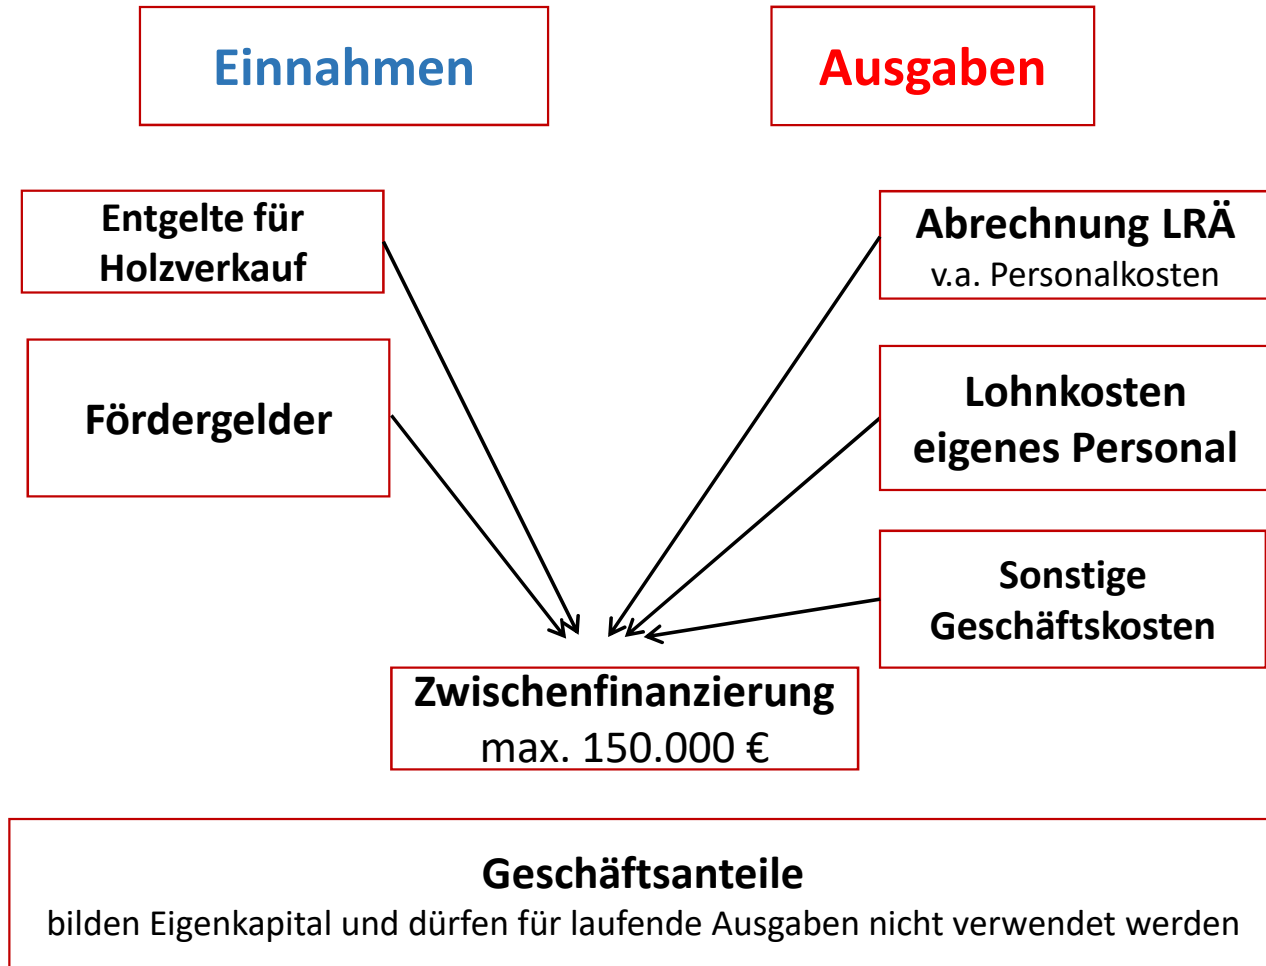 Einnahmen
Ausgaben
Entgelte für
Holzverkauf
Fördergelder
Abrechnung LRÄ
v.a. Personalkosten
Lohnkosten
eigenes Personal
Sonstige
Geschäftskosten
Zwischenfinanzierung
max. 150.000 €
Geschäftsanteile
bilden Eigenkapital und dürfen für laufende Ausgaben nicht verwendet werden